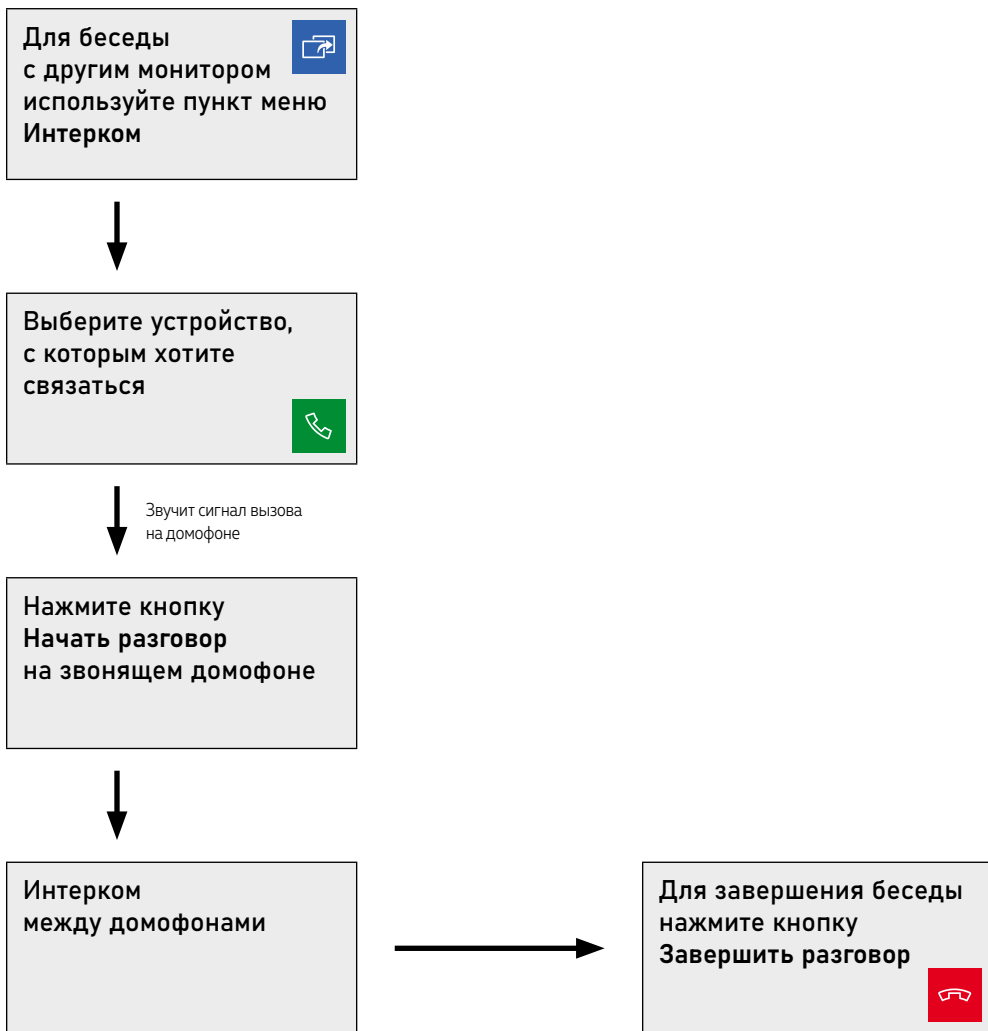 Для беседы
с другим монитором
используйте пункт меню
Интерком
Выберите устройство,
с которым хотите
связаться
Звучит сигнал вызова
на домофоне
Нажмите кнопку
Начать разговор
на звонящем домофоне
Интерком
между домофонами
Для завершения беседы
нажмите кнопку
Завершить разговор